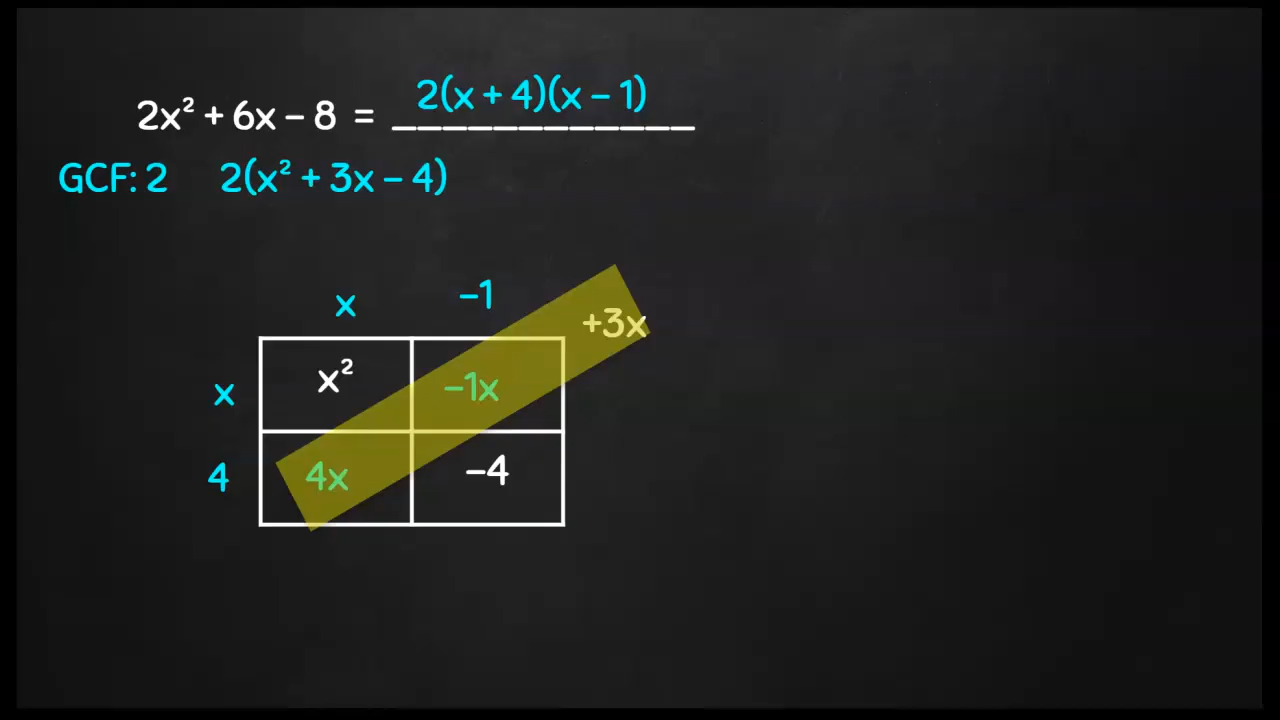 2x² + 6x – 8 = 2(x + 4)(x – 1)
GCF: 2 2(x² + 3x – 4)
x –1
+3x
x x² –1x
4 4x –4